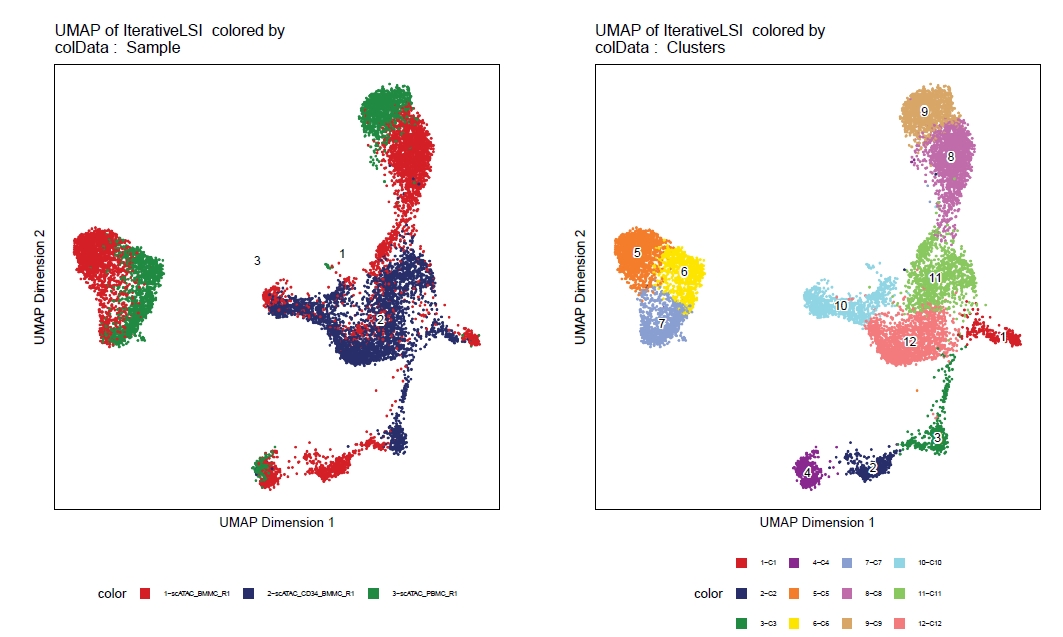 UMAP of IterativeLSI colored by
colData : Sample
3
1
2
UMAP Dimension 2
UMAP Dimension 1
color 1-scATAC_BMMC_R1 2-scATAC_CD34_BMMC_R1 3-scATAC_PBMC_R1
UMAP of IterativeLSI colored by
colData : Clusters
9
8
5
6
11
10
7
1
12
3
2
4
UMAP Dimension 2
UMAP Dimension 1
color
1-C1 4-C4 7-C7 10-C10
2-C2 5-C5 8-C8 11-C11
3-C3 6-C6 9-C9 12-C12